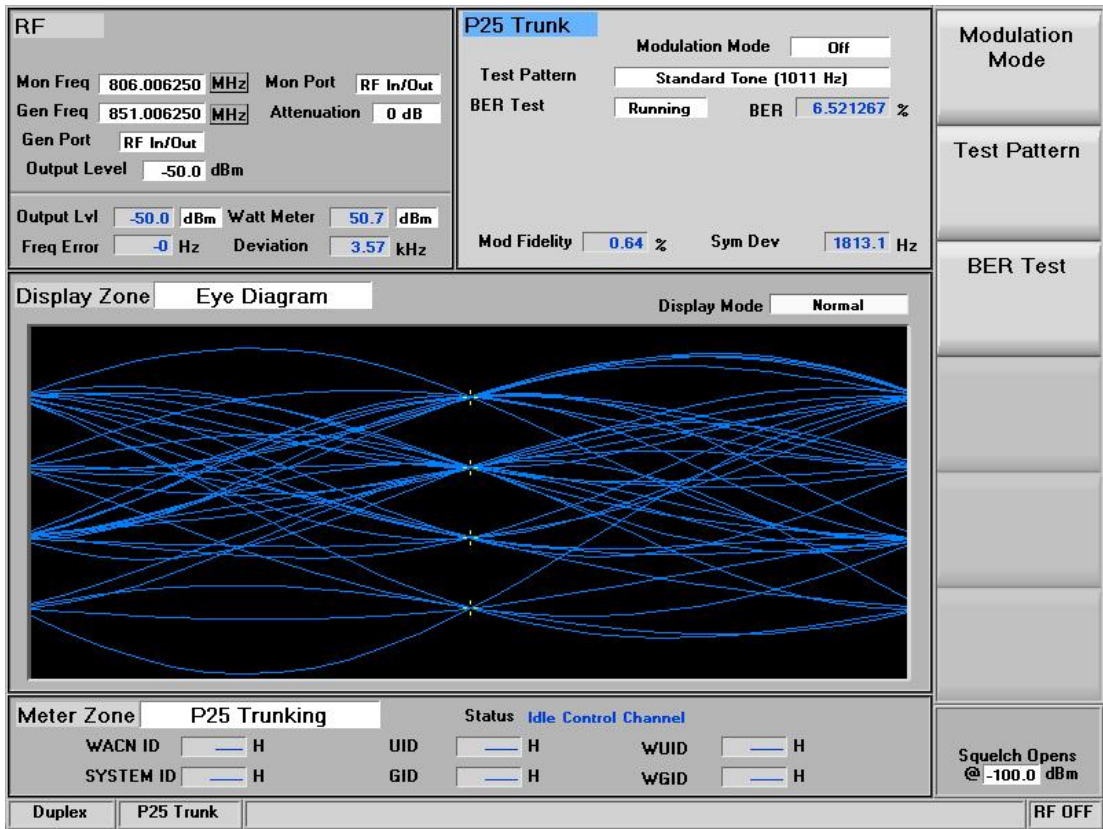 RF
Mon Freq 806.006250 MHz Mon Port RF In/Out
Gen Freq 851.006250 MHz Attenuation 0 dB
Gen Port RF In/Out
Output Level -50.0 dBm
Output Lvl -50.0 dBm Watt Meter 50.7 dBm
Freq Error -0 Hz Deviation 3.57 kHz
P25 Trunk
Modulation Mode Off
Test Pattern Standard Tone (1011 Hz)
BER Test Running BER 6.521267 %
Mod Fidelity 0.64 % Sym Dev 1813.1 Hz
Modulation
Mode
Test Pattern
BER Test
Display Zone Eye Diagram
Display Mode Normal
Meter Zone P25 Trunking Status Idle Control Channel
WACN ID H UID H WUID H
SYSTEM ID H GID H WGID H
Squelch Opens
@ -100.0 dBm
Duplex P25 Trunk RF OFF